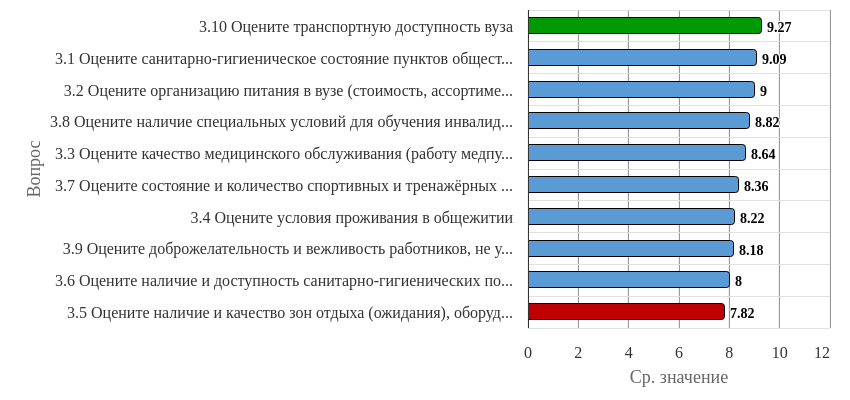 3.10 Оцените транспортную доступность вуза
9.27
3.1 Оцените санитарно-гигиеническое состояние пунктов общест...
9.09
3.2 Оцените организацию питания в вузе (стоимость, ассортиме...
9
3.8 Оцените наличие специальных условий для обучения инвалид...
8.82
3.3 Оцените качество медицинского обслуживания (работу медпу...
8.64
3.7 Оцените состояние и количество спортивных и тренажёрных ...
8.36
3.4 Оцените условия проживания в общежитии
8.22
3.9 Оцените доброжелательность и вежливость работников, не у...
8.18
3.6 Оцените наличие и доступность санитарно-гигиенических по...
8
3.5 Оцените наличие и качество зон отдыха (ожидания), оборуд...
7.82
Вопрос
0 2 4 6 8 10 12
Ср. значение